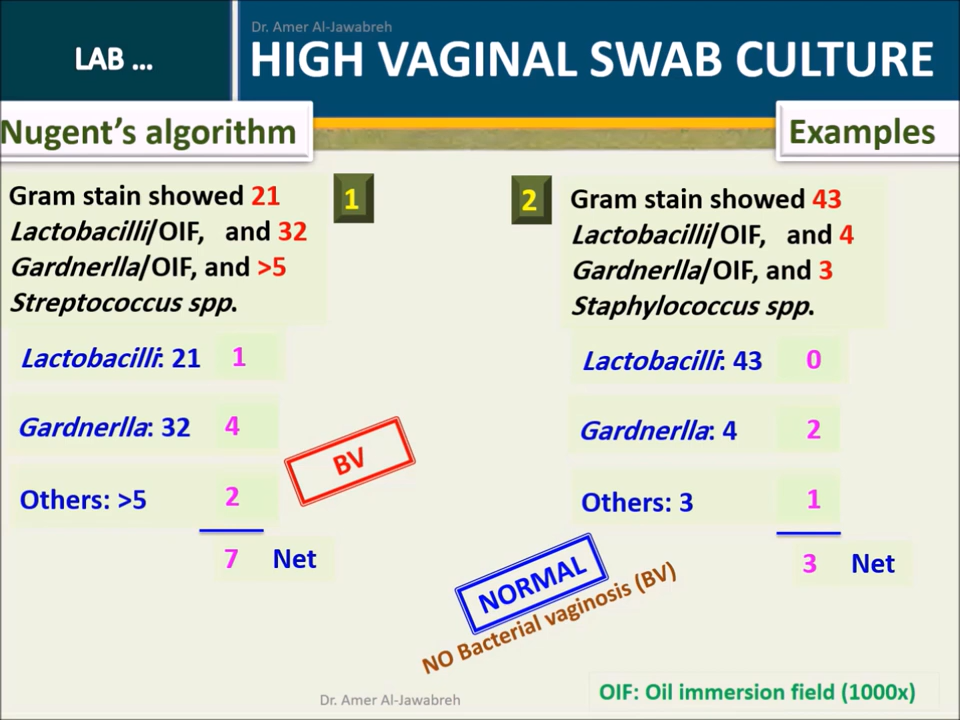 Dr. Amer Al-Jawabreh
LAB ...
HIGH VAGINAL SWAB CULTURE
Nugent's algorithm
Examples
Gram stain showed 21
Lactobacilli/OIF, and 32
Gardnerlla/OIF, and >5
Streptococcus spp.
1
Lactobacilli: 21 1
Gardnerlla: 32 4
Others: >5 2
7 Net
BV
2
Gram stain showed 43
Lactobacilli/OIF, and 4
Gardnerlla/OIF, and 3
Staphylococcus spp.
Lactobacilli: 43 0
Gardnerlla: 4 2
Others: 3 1
3 Net
NORMAL
NO Bacterial vaginosis (BV)
Dr. Amer Al-Jawabreh
OIF: Oil immersion field (1000x)